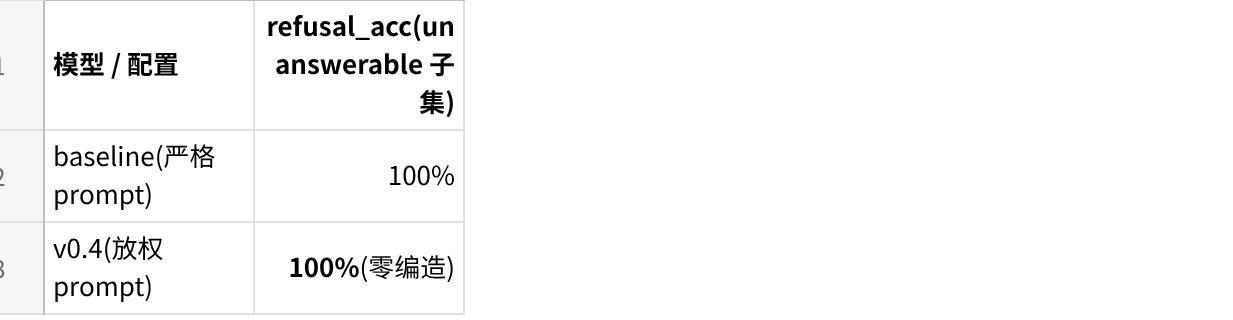 1
模型 / 配置
refusal_acc(un
answerable 子
集)
2
baseline(严格
prompt)
100%
3
v0.4(放权
prompt)
100%(零编造)